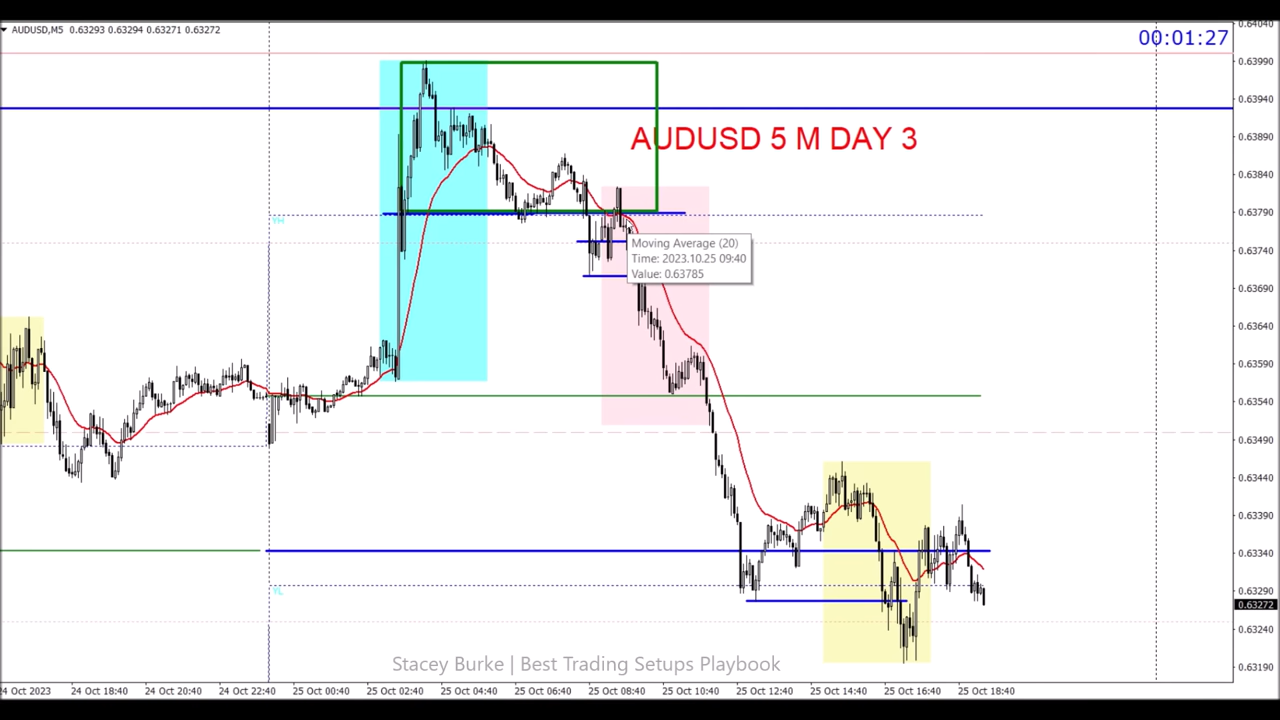 AUDUSD,M5 0.63293 0.63294 0.63271 0.63272
0.64040
00:01:27
0.63990
0.63940
AUDUSD 5 M DAY 3
0.63890
0.63840
0.63790
YH
Moving Average (20)
Time: 2023.10.25 09:40
Value: 0.63785
0.63740
0.63690
0.63640
0.63590
0.63540
0.63490
0.63440
0.63390
0.63340
0.63290
YL
0.63272
0.63240
0.63190
Stacey Burke | Best Trading Setups Playbook
24 Oct 2023 24 Oct 18:40 24 Oct 20:40 24 Oct 22:40 25 Oct 00:40 25 Oct 02:40 25 Oct 04:40 25 Oct 06:40 25 Oct 08:40 25 Oct 10:40 25 Oct 12:40 25 Oct 14:40 25 Oct 16:40 25 Oct 18:40